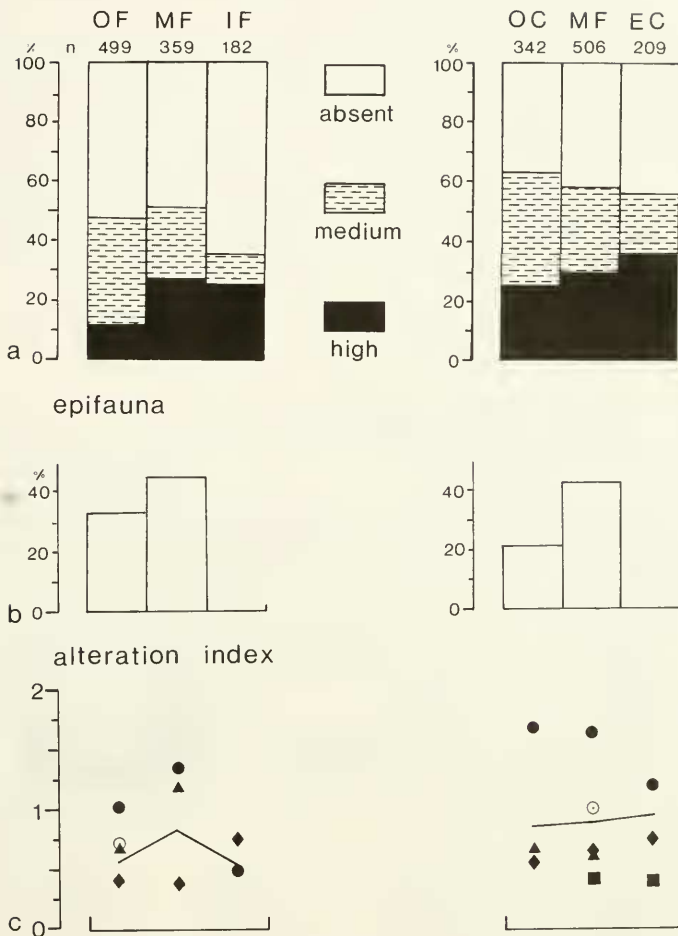 OF MF IF
% n 499 359 182
100
80
60
40
20
a 0
absent
medium
high
OC MF EC
% 342 506 209
100
80
60
40
20
0
epifauna
%
40
20
b 0
40
20
0
alteration index
2
1
c 0